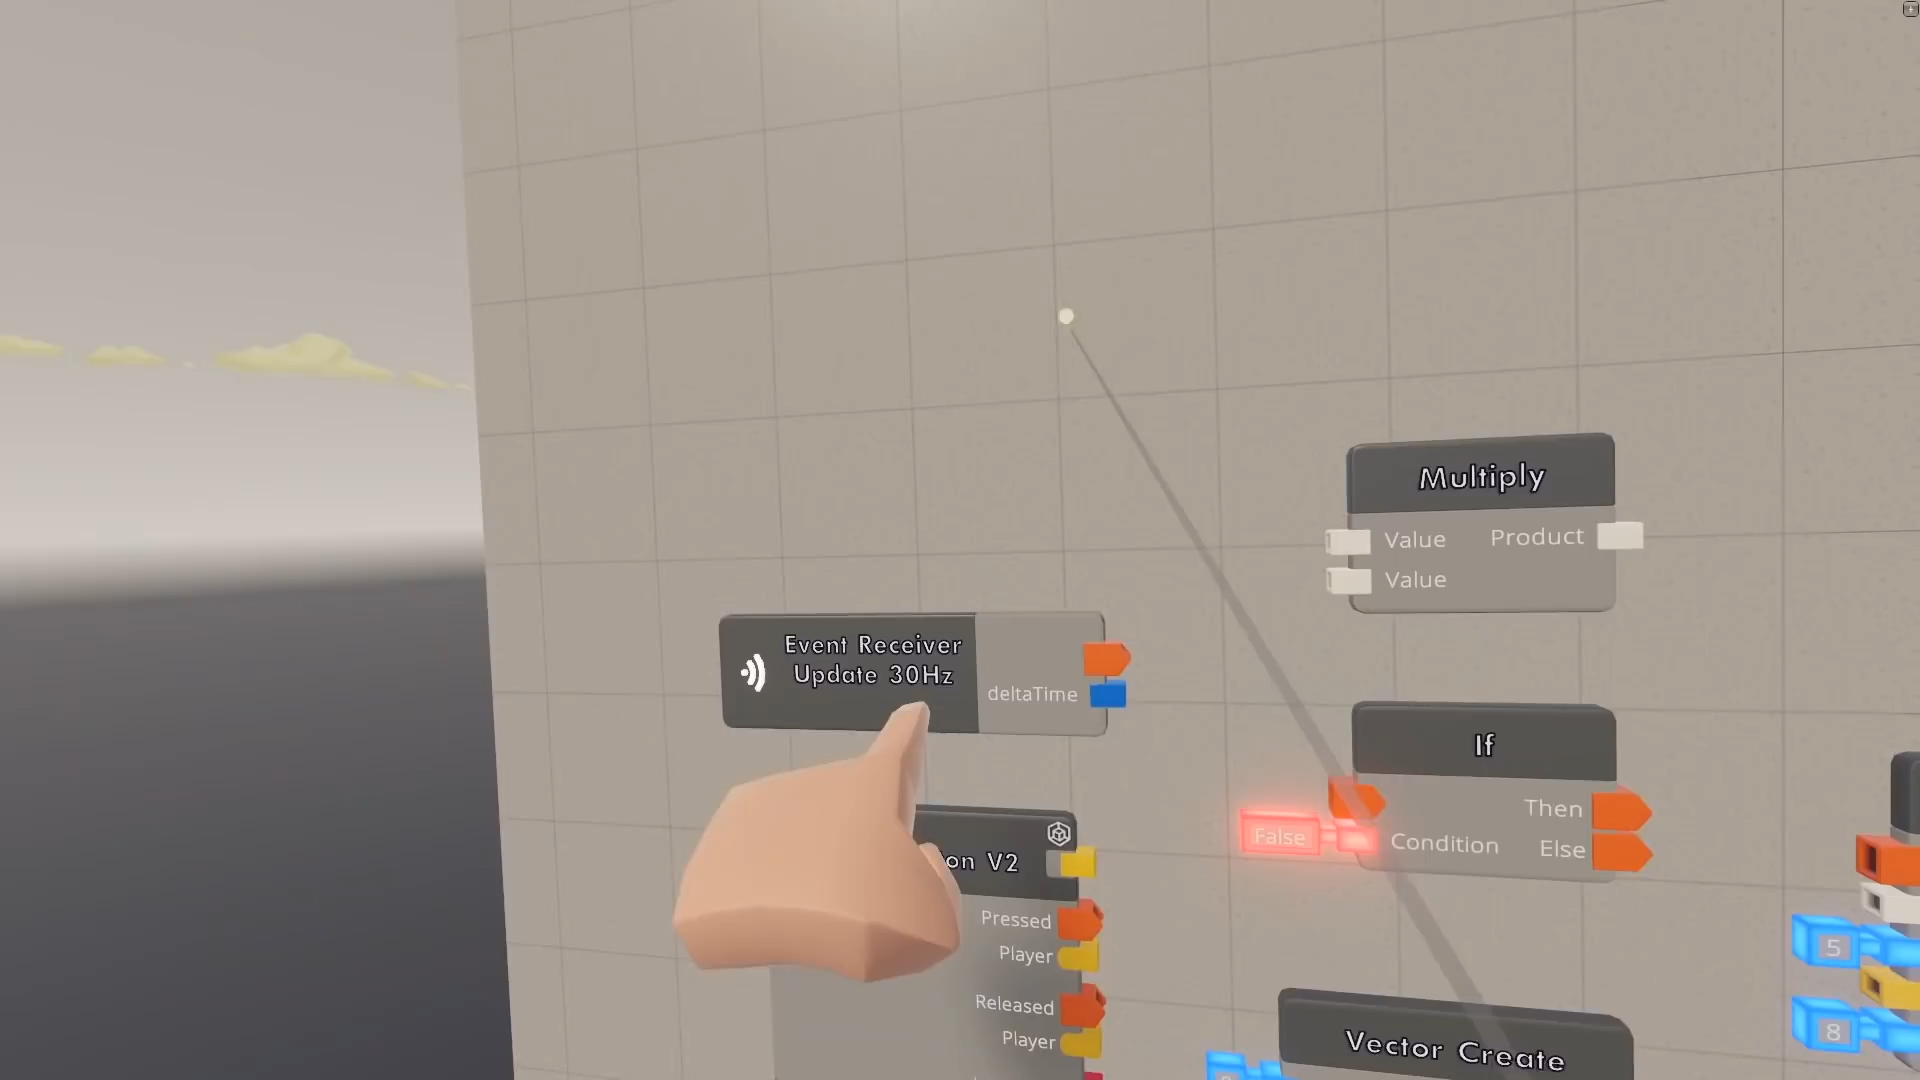 Multiply
Value Product
Value
Event Receiver
Update 30Hz
deltaTime
If
Then
False Condition Else
on V2
Pressed
Player
Released
Player
5
8
Vector Create